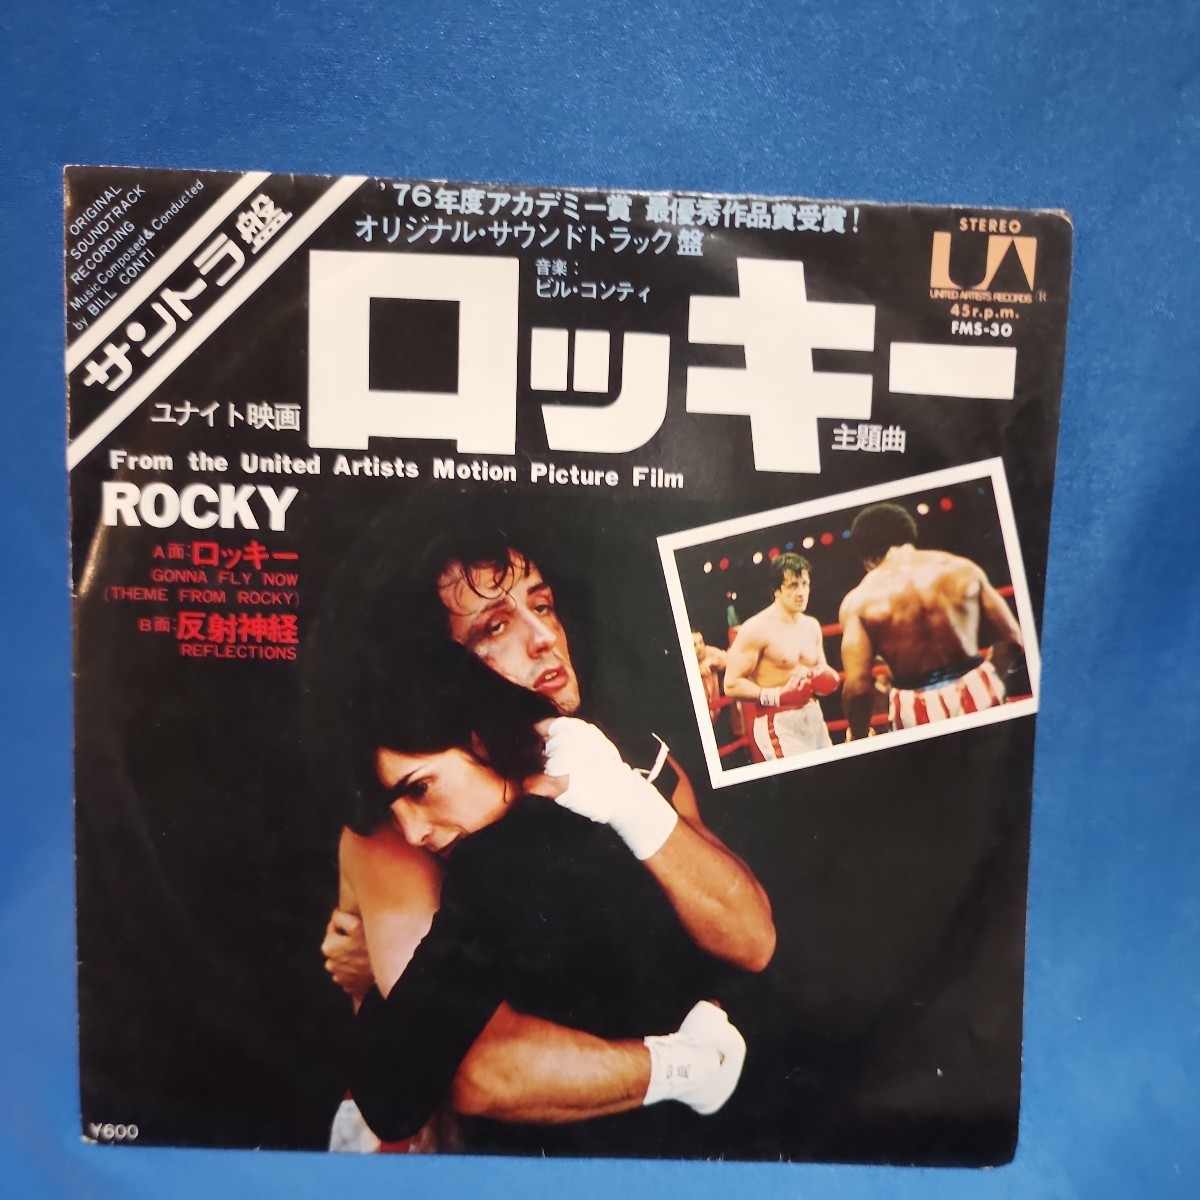 ORIGINAL
SOUNDTRACK
RECORDING
Music Composed & Conducted
by BILL CONTI
サントラ盤
'76年度アカデミー賞 最優秀作品賞受賞!
オリジナル・サウンドトラック盤
音楽:
ビル・コンティ
STEREO
UA
UNITED ARTISTS RECORDS ®
45r.p.m.
FMS-30
ユナイト映画
ロッキー
主題曲
From the United Artists Motion Picture Film
ROCKY
A面:ロッキー
GONNA FLY NOW
(THEME FROM ROCKY)
B面:反射神経
REFLECTIONS
¥600